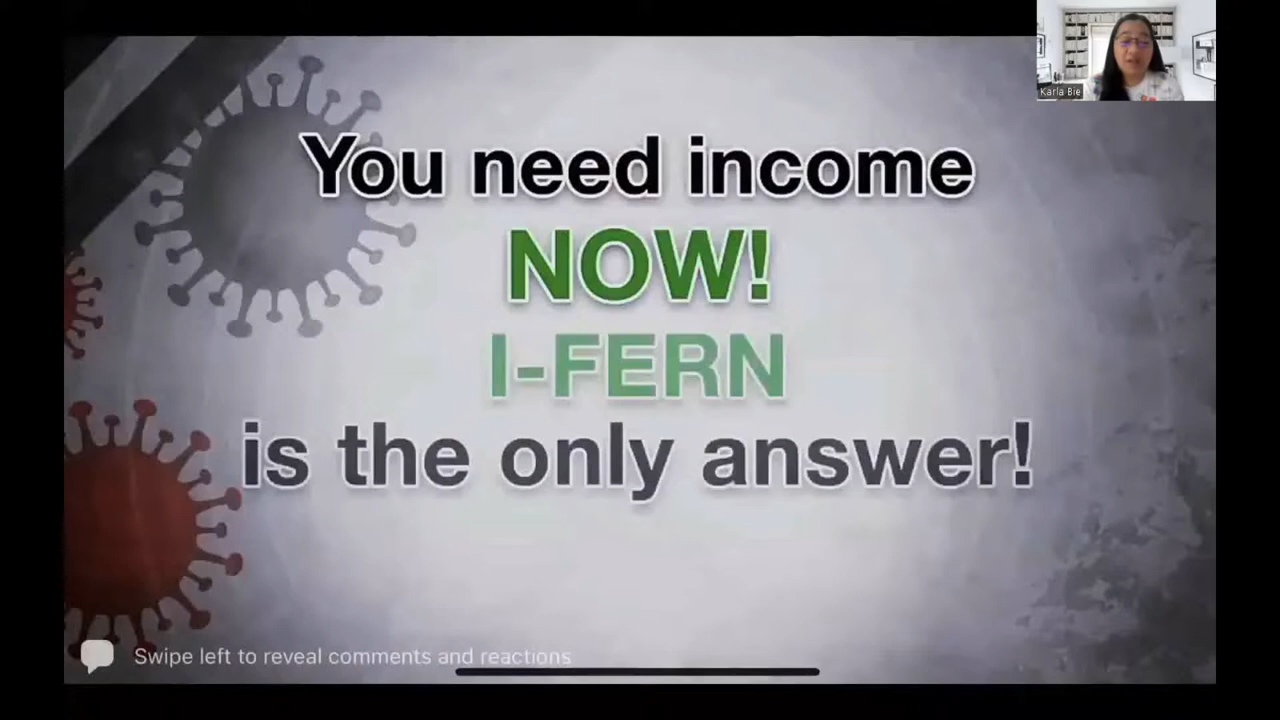 Karla Bie
You need income
NOW!
I-FERN
is the only answer!
Swipe left to reveal comments and reactions